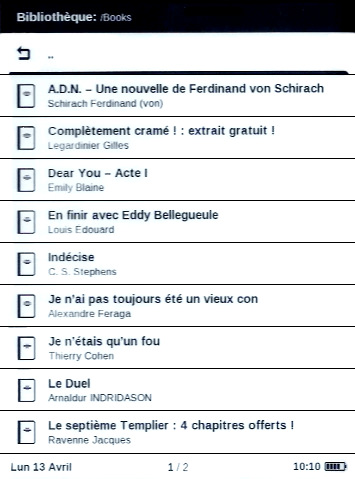 Bibliothèque: /Books
..
A.D.N. – Une nouvelle de Ferdinand von Schirach
Schirach Ferdinand (von)
Complètement cramé ! : extrait gratuit !
Legardinier Gilles
Dear You – Acte I
Emily Blaine
En finir avec Eddy Bellegueule
Louis Edouard
Indécise
C. S. Stephens
Je n'ai pas toujours été un vieux con
Alexandre Feraga
Je n'étais qu'un fou
Thierry Cohen
Le Duel
Arnaldur INDRIDASON
Le septième Templier : 4 chapitres offerts !
Ravenne Jacques
Lun 13 Avril 1 / 2 10:10